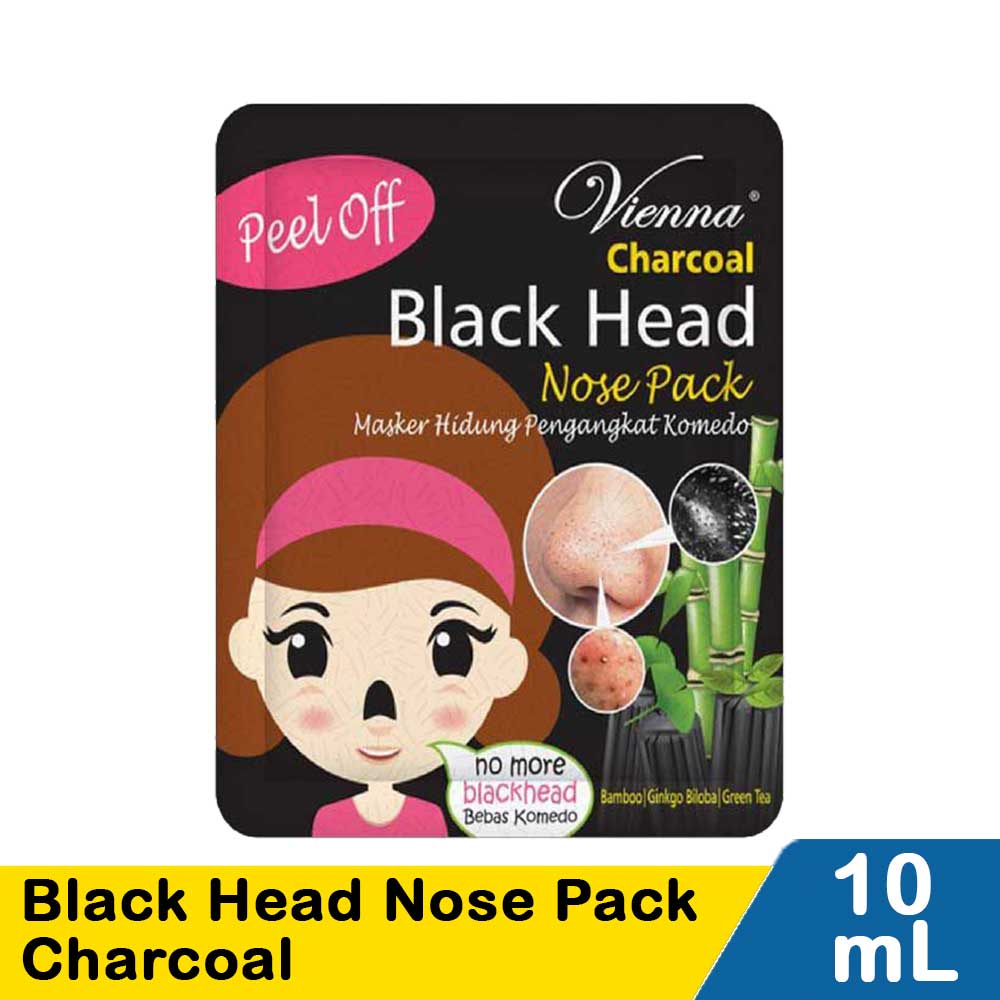 Peel Off
Vienna®
Charcoal
Black Head
Nose Pack
Masker Hidung Pengangkat Komedo
no more
blackhead
Bebas Komedo
Bamboo|Ginkgo Biloba|Green Tea
Black Head Nose Pack
Charcoal
10
mL